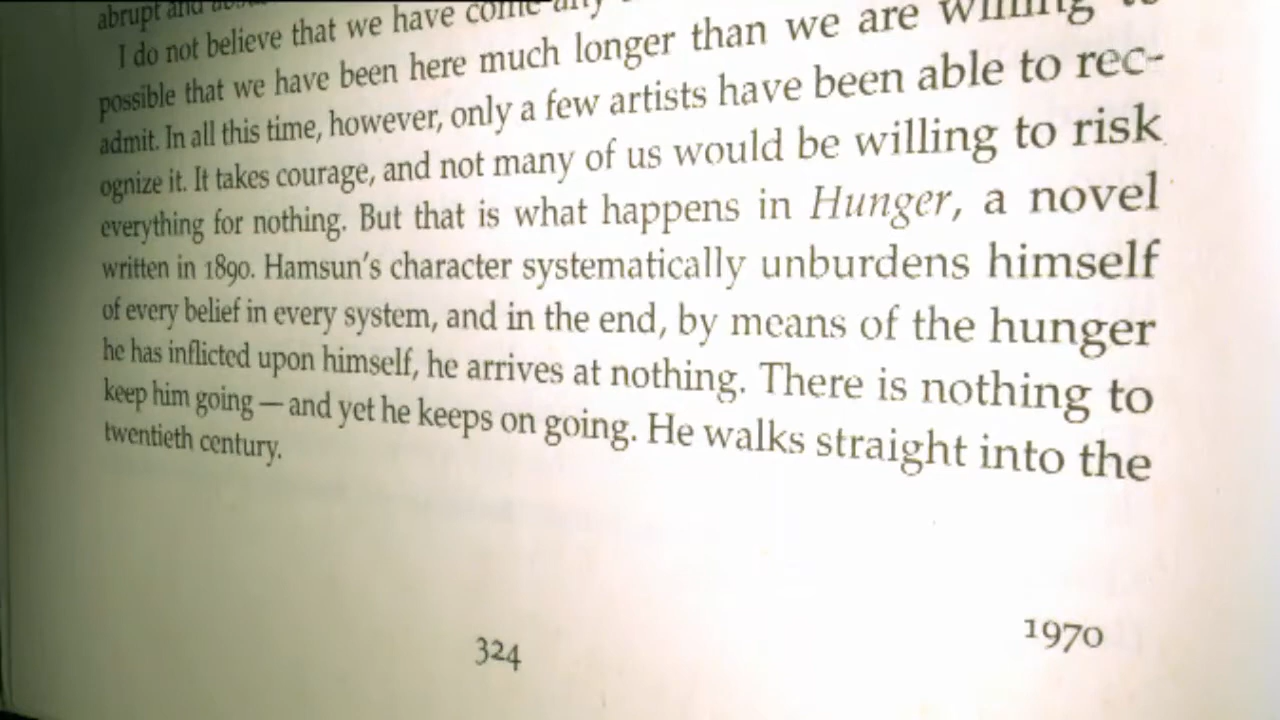 abrupt and
I do not believe that we have come any
possible that we have been here much longer than we are willing to
admit. In all this time, however, only a few artists have been able to rec-
ognize it. It takes courage, and not many of us would be willing to risk
everything for nothing. But that is what happens in Hunger, a novel
written in 1890. Hamsun's character systematically unburdens himself
of every belief in every system, and in the end, by means of the hunger
he has inflicted upon himself, he arrives at nothing. There is nothing to
keep him going — and yet he keeps on going. He walks straight into the
twentieth century.
1970
324